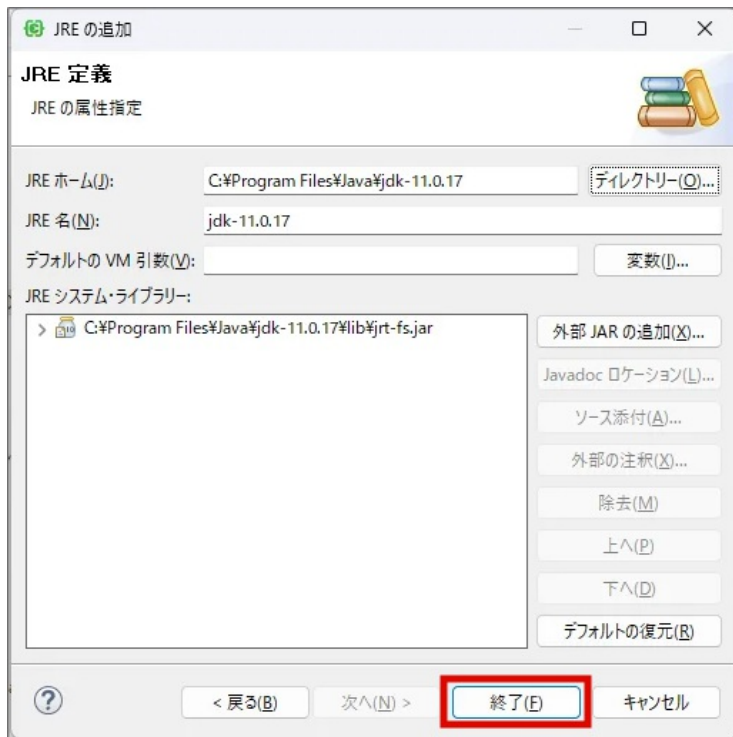 JRE の追加
JRE 定義
JRE の属性指定
JRE ホーム(J): C:¥Program Files¥Java¥jdk-11.0.17 ディレクトリー(O)...
JRE 名(N): jdk-11.0.17
デフォルトの VM 引数(V): 変数(I)...
JRE システム・ライブラリー:
C:¥Program Files¥Java¥jdk-11.0.17¥lib¥jrt-fs.jar
外部 JAR の追加(X)...
Javadoc ロケーション(L)...
ソース添付(A)...
外部の注釈(X)...
除去(M)
上へ(P)
下へ(D)
デフォルトの復元(R)
< 戻る(B) 次へ(N) > 終了(F) キャンセル